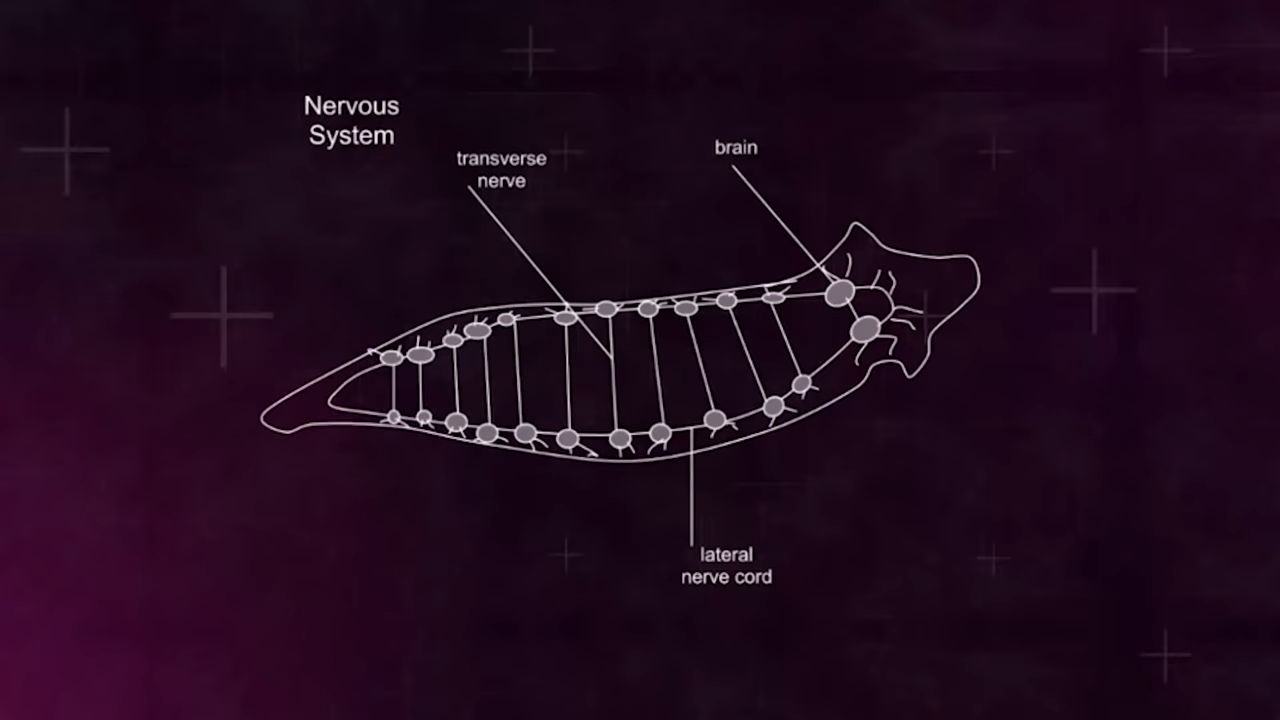 Nervous
System
transverse
nerve
brain
lateral
nerve cord